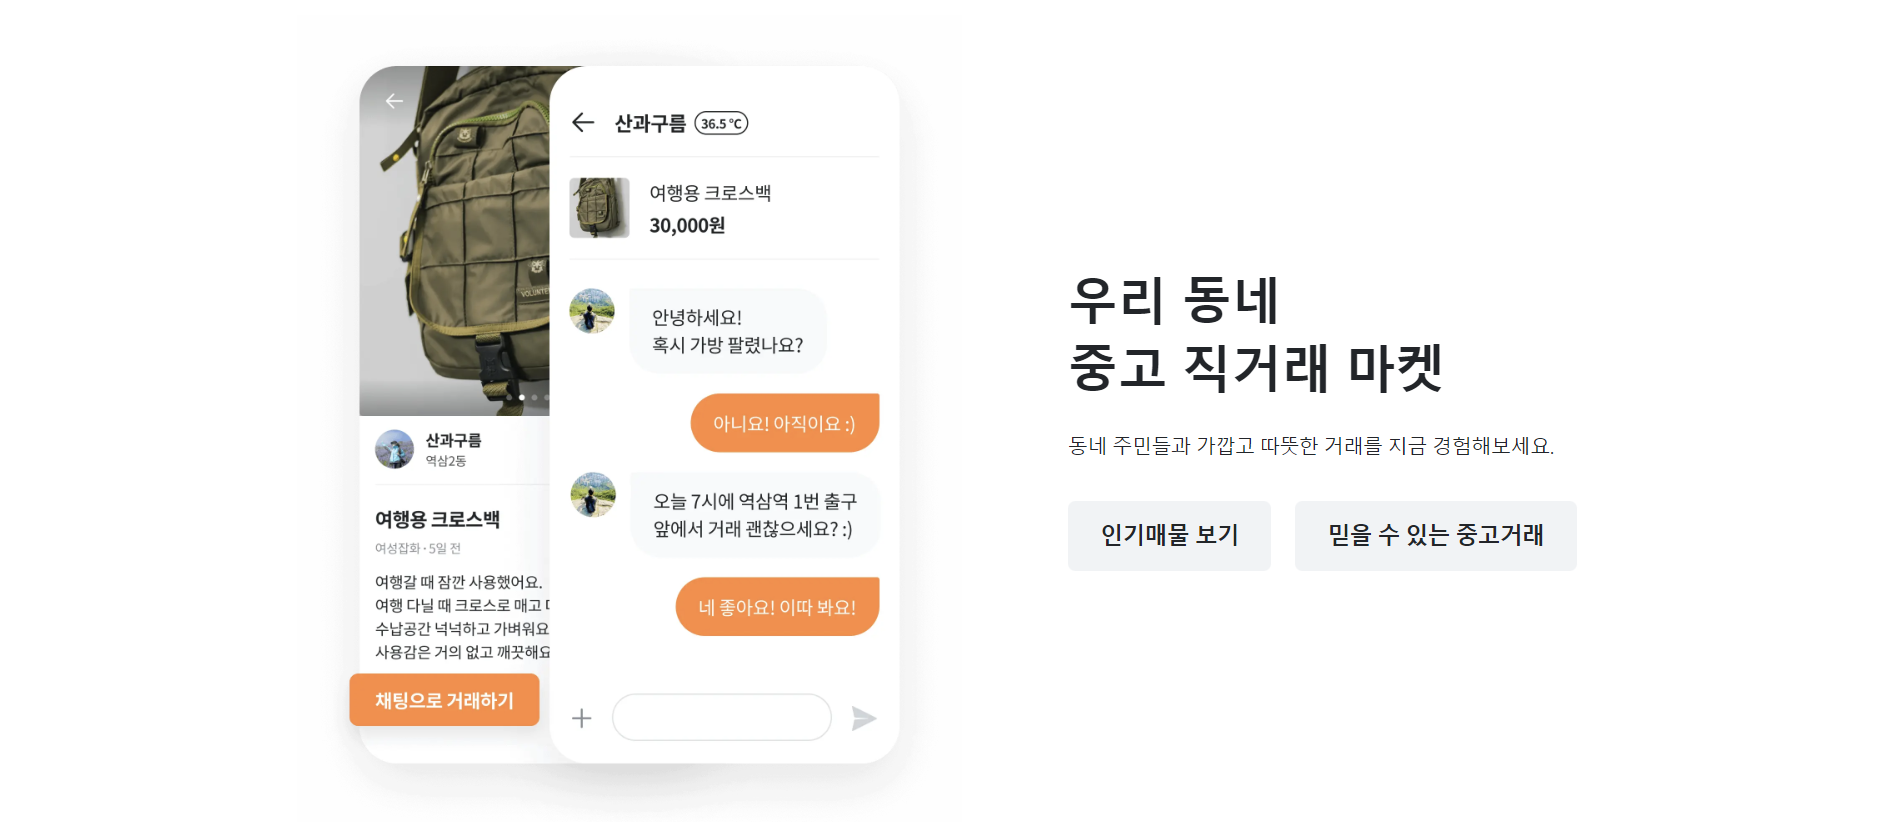 산과구름
역삼2동
여행용 크로스백
여성잡화 · 5일 전
여행갈 때 잠깐 사용했어요.
여행 다닐 때 크로스로 매고
수납공간 넉넉하고 가벼워요
사용감은 거의 없고 깨끗해요
채팅으로 거래하기
산과구름 36.5 ℃
여행용 크로스백
30,000원
안녕하세요!
혹시 가방 팔렸나요?
아니요! 아직이요 :)
오늘 7시에 역삼역 1번 출구
앞에서 거래 괜찮으세요? :)
네 좋아요! 이따 봐요!
우리 동네
중고 직거래 마켓
동네 주민들과 가깝고 따뜻한 거래를 지금 경험해보세요.
인기매물 보기
믿을 수 있는 중고거래